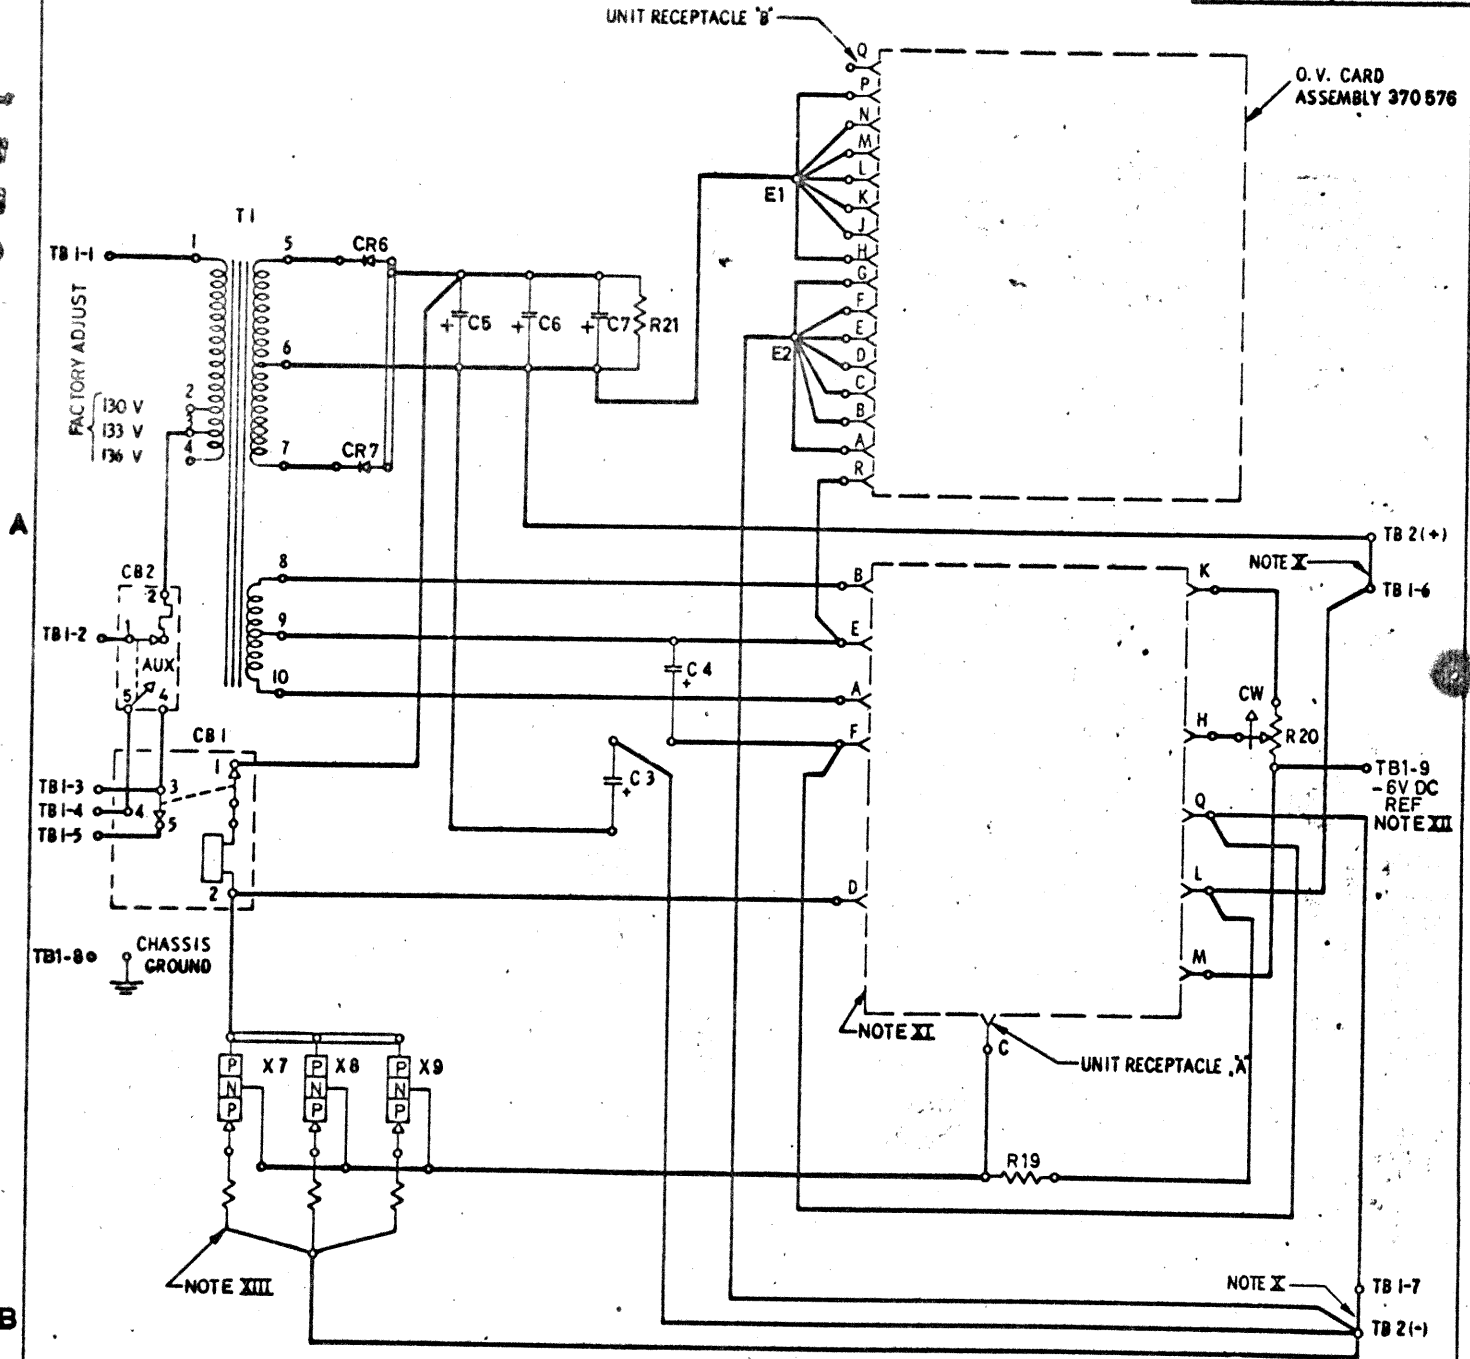 UNIT RECEPTACLE "B"
Q
O.V. CARD
ASSEMBLY 370576
P
N
M
L
K
J
H
E1
T1
TB1-1
1
5
CR6
G
F
E
D
C
B
A
R
E2
FACTORY ADJUST
+ C5
+ C6
+ C7
R21
6
2
130 V
3
133 V
4
136 V
7
CR7
A
TB2(+)
NOTE X
TB1-6
8
B
K
CB2
2
9
E
TB1-2
1
AUX
C4
+
10
A
CW
5
4
F
H
R20
CB1
1
C3
+
TB1-9
-6V DC
REF
NOTE XII
TB1-3
3
TB1-4
4
TB1-5
5
Q
L
2
D
M
TB1-8
CHASSIS
GROUND
NOTE XI
C
UNIT RECEPTACLE "A"
P
N
P
X7
P
N
P
X8
P
N
P
X9
R19
NOTE XIII
NOTE X
TB1-7
B
TB2(-)